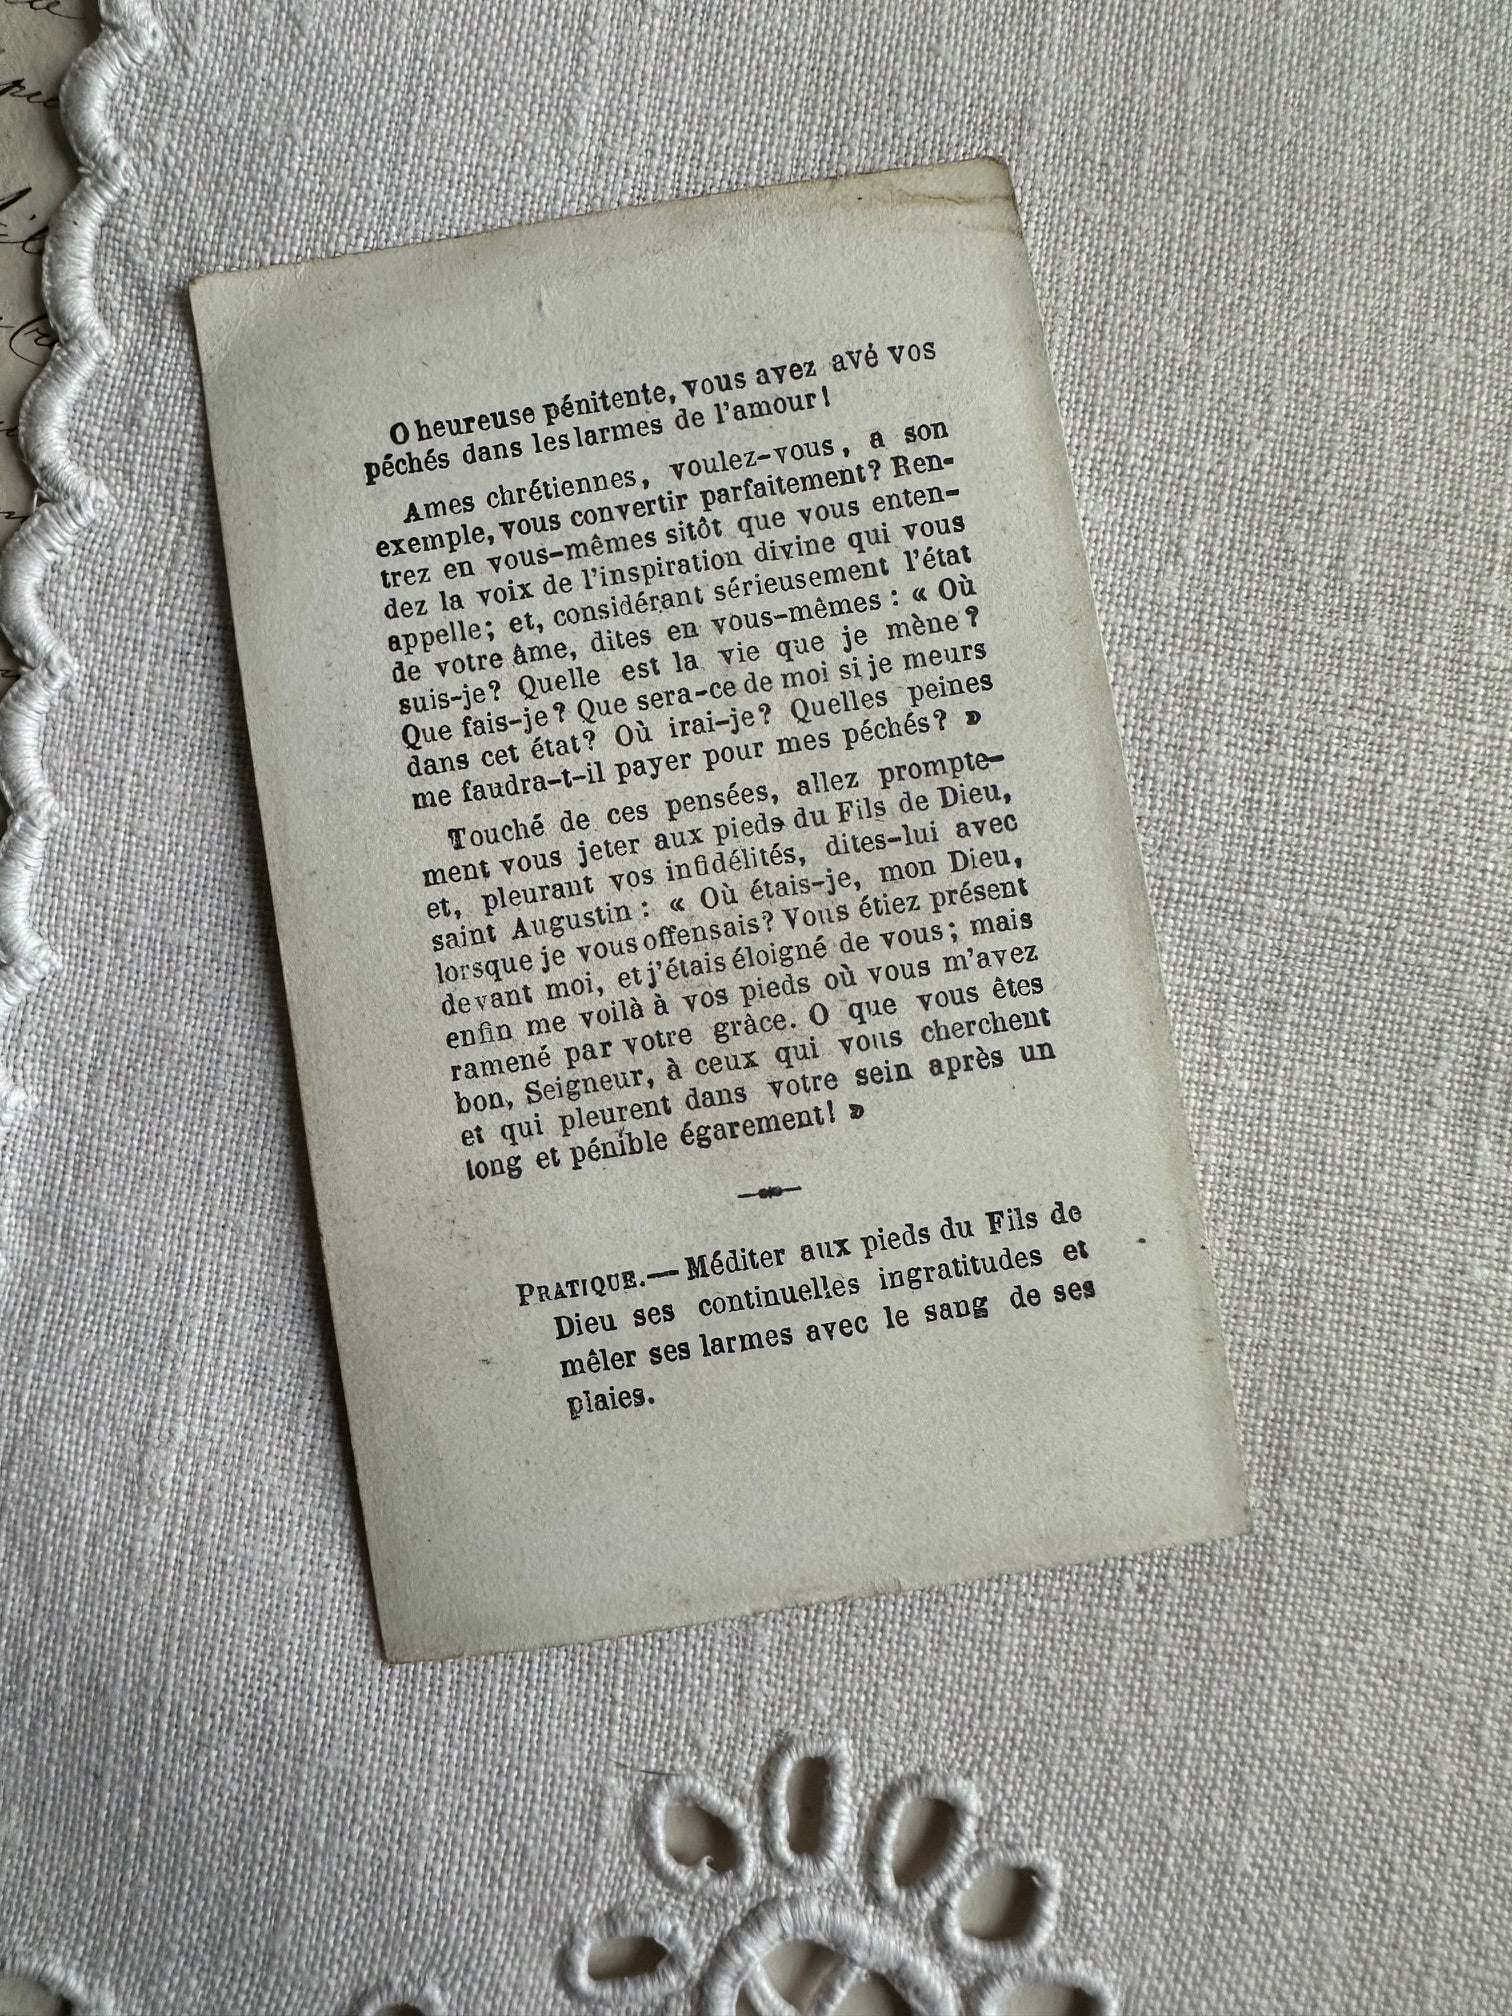 O heureuse pénitente, vous avez avé vos
péchés dans les larmes de l'amour!
Ames chrétiennes, voulez-vous, a son
exemple, vous convertir parfaitement? Ren-
trez en vous-mêmes sitôt que vous enten-
dez la voix de l'inspiration divine qui vous
appelle; et, considérant sérieusement l'état
de votre âme, dites en vous-mêmes : « Où
suis-je? Quelle est la vie que je mène?
Que fais-je? Que sera-ce de moi si je meurs
dans cet état? Où irai-je? Quelles peines
me faudra-t-il payer pour mes péchés? »
Touché de ces pensées, allez prompte-
ment vous jeter aux pieds du Fils de Dieu,
et, pleurant vos infidélités, dites-lui avec
saint Augustin : « Où étais-je, mon Dieu,
lorsque je vous offensais? Vous étiez présent
devant moi, et j'étais éloigné de vous; mais
enfin me voilà à vos pieds où vous m'avez
ramené par votre grâce. O que vous êtes
bon, Seigneur, à ceux qui vous cherchent
et qui pleurent dans votre sein après un
long et pénible égarement! »
PRATIQUE.— Méditer aux pieds du Fils de
Dieu ses continuelles ingratitudes et
mêler ses larmes avec le sang de ses
plaies.